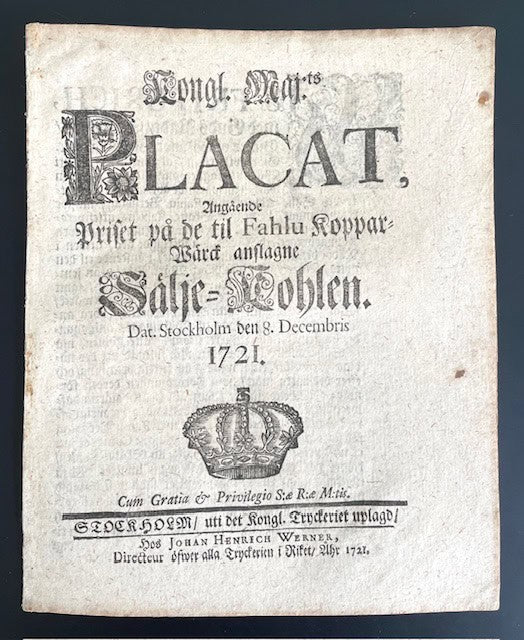 Kongl. Maj:ts
PLACAT,
Angående
Priset på de til Fahlu Koppar-
Wärck anslagne
Sälje-Kohlen.
Dat. Stockholm den 8. Decembris
1721.
Cum Gratia & Privilegio S:æ R:æ M:tis.
STOCKHOLM/ uti det Kongl. Tryckeriet uplagd/
Hos JOHAN HENRICH WERNER,
Directeur öfwer alla Tryckerien i Riket/ Åhr 1721.